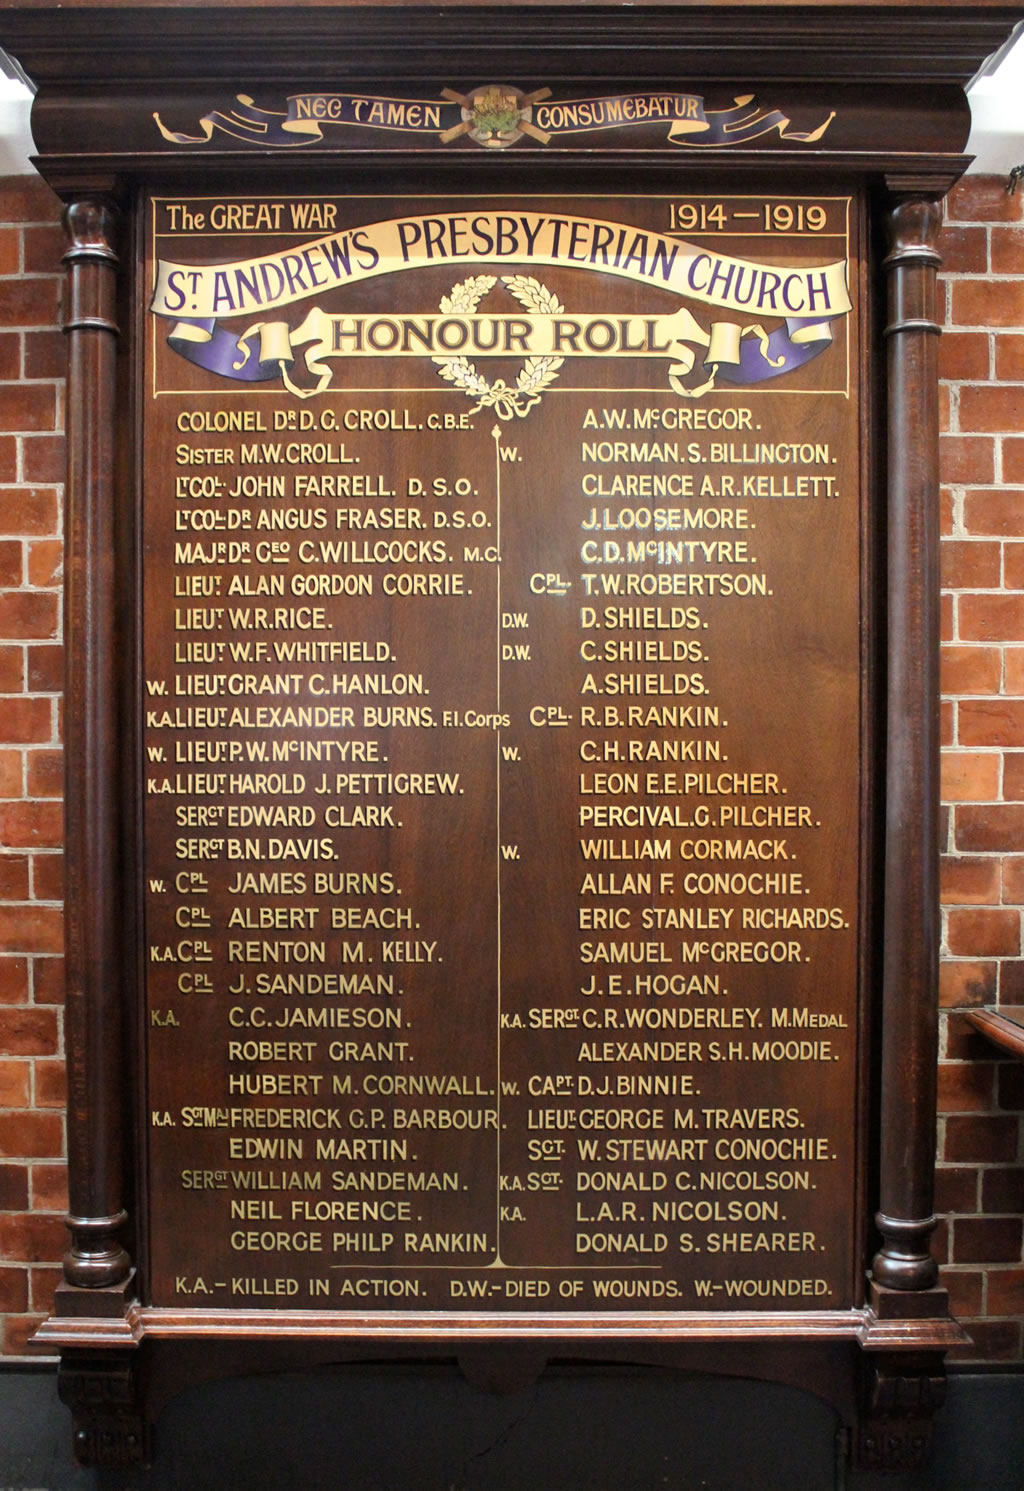 NEC TAMEN CONSUMEBATUR
The GREAT WAR 1914–1919
ST. ANDREW'S PRESBYTERIAN CHURCH
HONOUR ROLL
COLONEL DR D. G. CROLL. C.B.E.
SISTER M.W. CROLL.
LT COL. JOHN FARRELL. D. S. O.
LT COL. DR ANGUS FRASER. D.S.O.
MAJR. DR GEO C. WILLCOCKS. M.C.
LIEUT. ALAN GORDON CORRIE.
LIEUT. W.R. RICE.
LIEUT. W.F. WHITFIELD.
W. LIEUT. GRANT C. HANLON.
K.A. LIEUT. ALEXANDER BURNS. F.I. Corps
W. LIEUT. P.W. McINTYRE.
K.A. LIEUT. HAROLD J. PETTIGREW.
SERGT EDWARD CLARK.
SERGT B.N. DAVIS.
W. CPL JAMES BURNS.
CPL ALBERT BEACH.
K.A. CPL RENTON M. KELLY.
CPL J. SANDEMAN.
K.A. C.C. JAMIESON.
ROBERT GRANT.
HUBERT M. CORNWALL.
K.A. SGT MAJ FREDERICK G.P. BARBOUR.
EDWIN MARTIN.
SERGT WILLIAM SANDEMAN.
NEIL FLORENCE.
GEORGE PHILP RANKIN.
A.W. McGREGOR.
W. NORMAN. S. BILLINGTON.
CLARENCE A.R. KELLETT.
J. LOOSEMORE.
C.D. McINTYRE.
CPL. T.W. ROBERTSON.
D.W. D. SHIELDS.
D.W. C. SHIELDS.
A. SHIELDS.
CPL. R.B. RANKIN.
W. C.H. RANKIN.
LEON E.E. PILCHER.
PERCIVAL. G. PILCHER.
W. WILLIAM CORMACK.
ALLAN F. CONOCHIE.
ERIC STANLEY RICHARDS.
SAMUEL McGREGOR.
J. E. HOGAN.
K.A. SERGT. C.R. WONDERLEY. M.MEDAL
ALEXANDER S.H. MOODIE.
W. CAPT. D.J. BINNIE.
LIEUT. GEORGE M. TRAVERS.
SGT. W. STEWART CONOCHIE.
K.A. SGT. DONALD C. NICOLSON.
K.A. L.A.R. NICOLSON.
DONALD S. SHEARER.
K.A.– KILLED IN ACTION. D.W.–DIED OF WOUNDS. W.–WOUNDED.